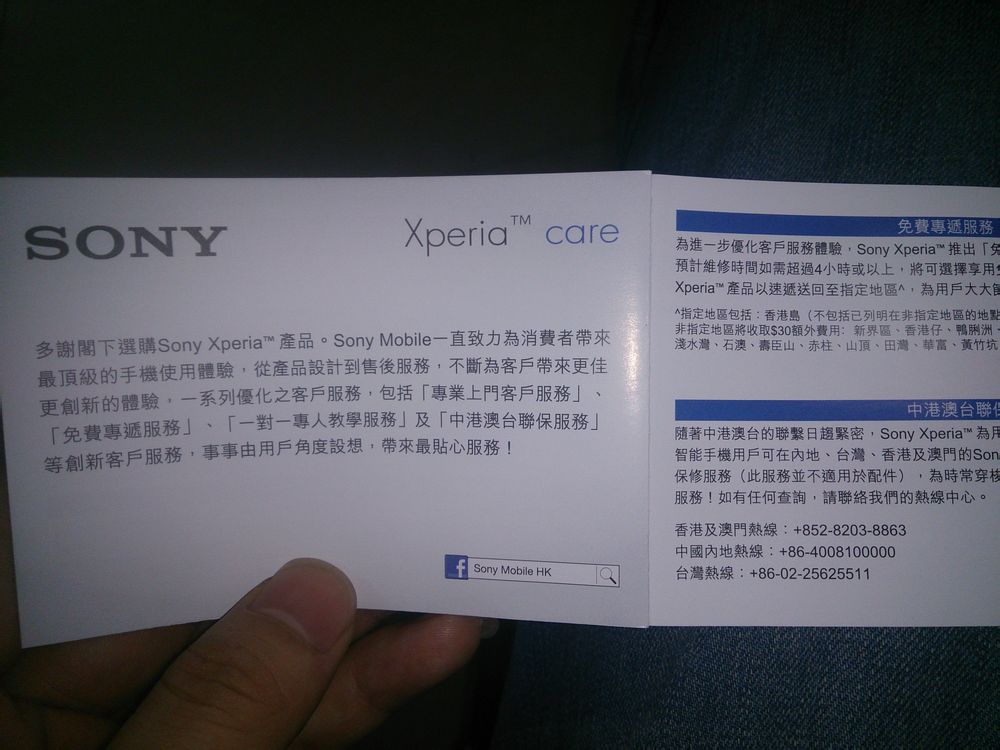 SONY
Xperia™ care
多謝閣下選購Sony Xperia™ 產品。Sony Mobile一直致力為消費者帶來
最頂級的手機使用體驗，從產品設計到售後服務，不斷為客戶帶來更佳
更創新的體驗，一系列優化之客戶服務，包括「專業上門客戶服務」、
「免費專遞服務」、「一對一專人教學服務」及「中港澳台聯保服務」
等創新客戶服務，事事由用戶角度設想，帶來最貼心服務！
f Sony Mobile HK
免費專遞服務
為進一步優化客戶服務體驗，Sony Xperia™ 推出「免
預計維修時間如需超過4小時或以上，將可選擇享用
Xperia™ 產品以速遞送回至指定地區^，為用戶大大
^指定地區包括：香港島（不包括已列明在非指定地區的地點
非指定地區將收取$30額外費用：新界區、香港仔、鴨脷洲、
淺水灣、石澳、壽臣山、赤柱、山頂、田灣、華富、黃竹坑
中港澳台聯保
隨著中港澳台的聯繫日趨緊密，Sony Xperia™ 為用
智能手機用戶可在內地、台灣、香港及澳門的Son
保修服務（此服務並不適用於配件），為時常穿梭
服務！如有任何查詢，請聯絡我們的熱線中心。
香港及澳門熱線：+852-8203-8863
中國內地熱線：+86-4008100000
台灣熱線：+86-02-25625511